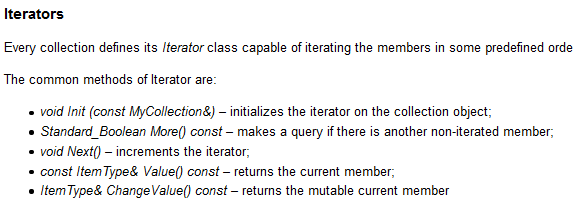 Iterators
Every collection defines its Iterator class capable of iterating the members in some predefined orde
The common methods of Iterator are:
• void Init (const MyCollection&) – initializes the iterator on the collection object;
• Standard_Boolean More() const – makes a query if there is another non-iterated member;
• void Next() – increments the iterator;
• const ItemType& Value() const – returns the current member;
• ItemType& ChangeValue() const – returns the mutable current member